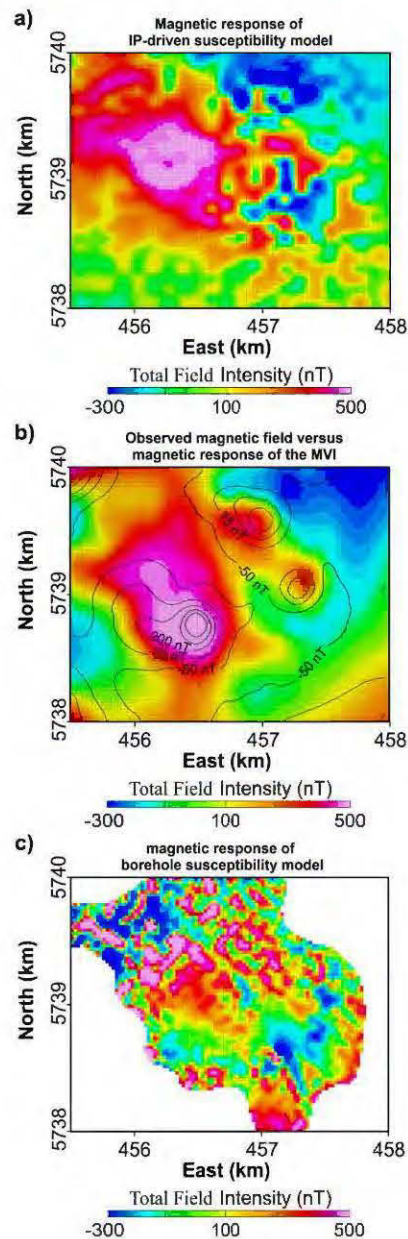 a)
Magnetic response of
IP-driven susceptibility model
5740
5739
5738
North (km)
456
457
458
East (km)
Total Field Intensity (nT)
-300
100
500
b)
Observed magnetic field versus
magnetic response of the MVI
5740
5739
5738
North (km)
-50 nT
-50 nT
200 nT
-50 nT
456
457
458
East (km)
Total Field Intensity (nT)
-300
100
500
c)
magnetic response of
borehole susceptibility model
5740
5739
5738
North (km)
456
457
458
East (km)
Total Field Intensity (nT)
-300
100
500